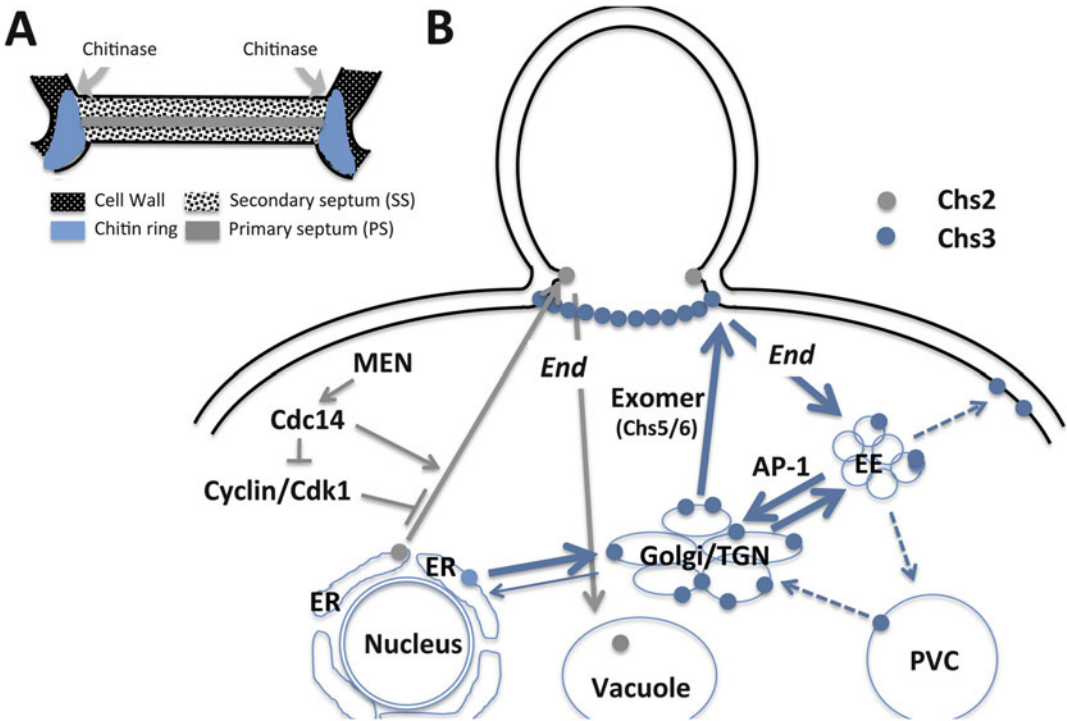 A
Chitinase
Chitinase
Cell Wall
Secondary septum (SS)
Chitin ring
Primary septum (PS)
B
Chs2
Chs3
MEN
Cdc14
Cyclin/Cdk1
End
Exomer
(Chs5/6)
End
AP-1
EE
ER
ER
Golgi/TGN
Nucleus
Vacuole
PVC